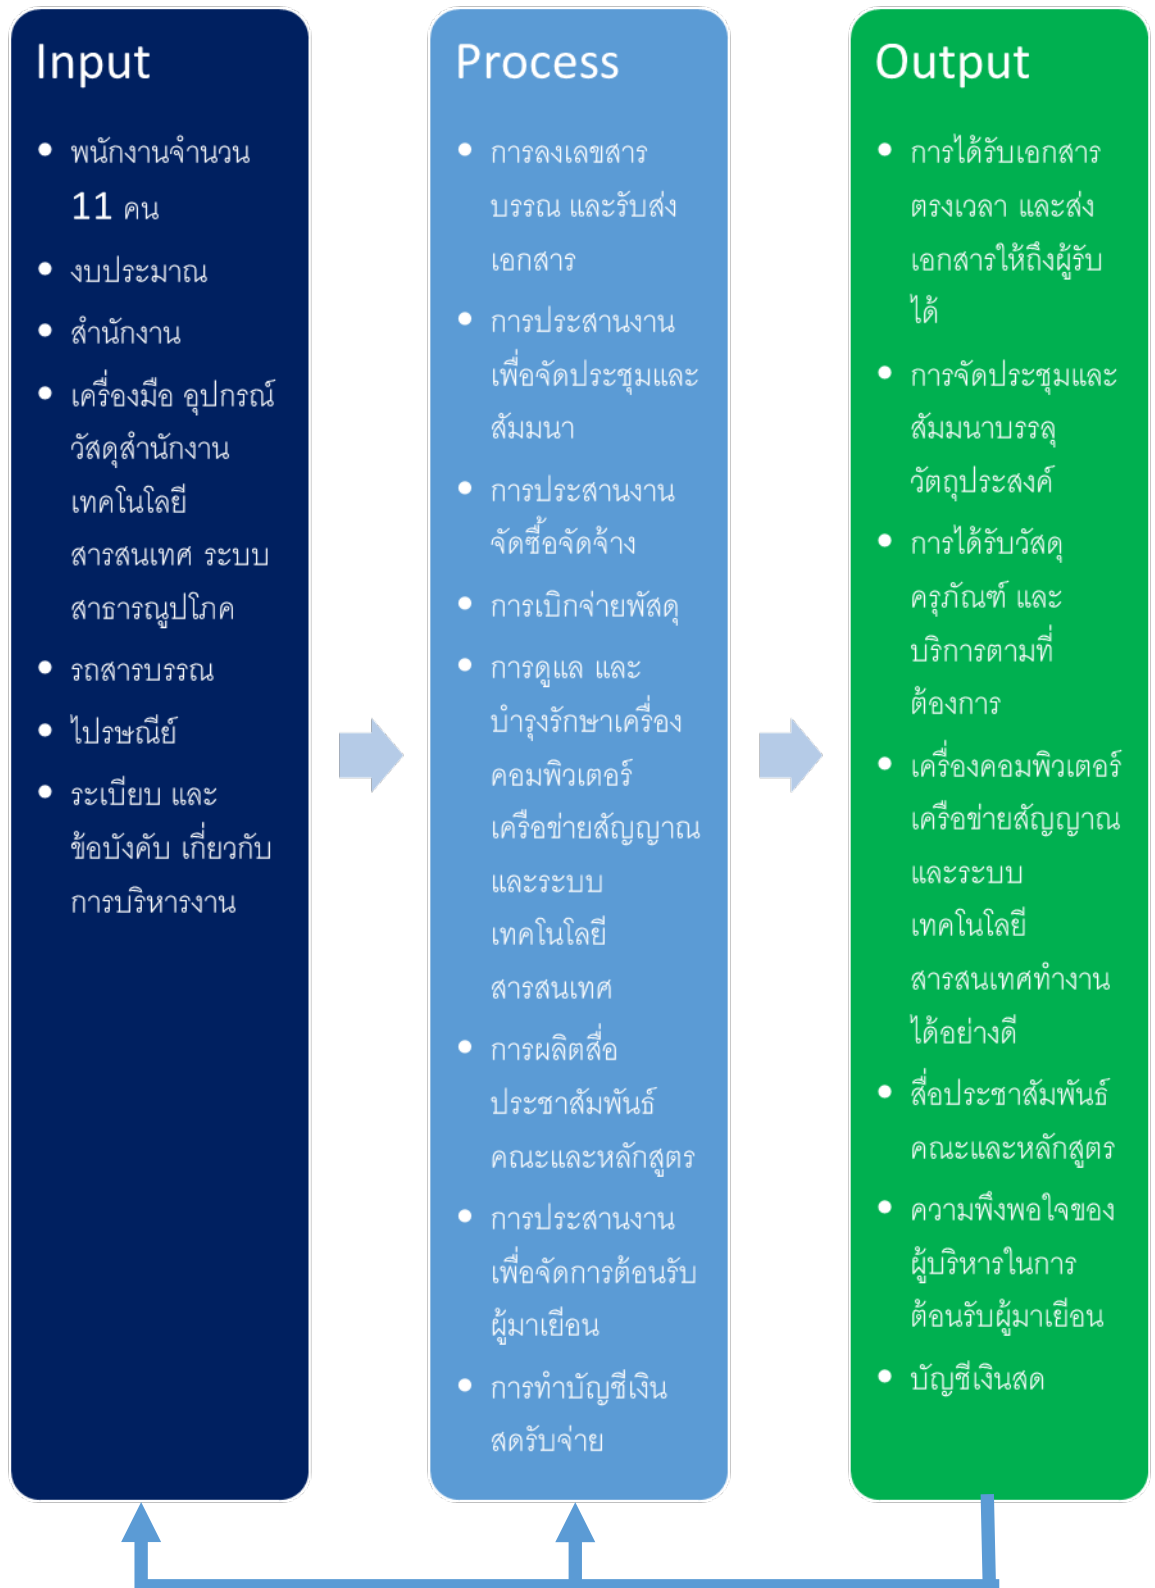 Input
• พนักงานจำนวน
11 คน
• งบประมาณ
• สำนักงาน
• เครื่องมือ อุปกรณ์
วัสดุสำนักงาน
เทคโนโลยี
สารสนเทศ ระบบ
สาธารณูปโภค
• รถสารบรรณ
• ไปรษณีย์
• ระเบียบ และ
ข้อบังคับ เกี่ยวกับ
การบริหารงาน
Process
• การลงเลขสาร
บรรณ และรับส่ง
เอกสาร
• การประสานงาน
เพื่อจัดประชุมและ
สัมมนา
• การประสานงาน
จัดซื้อจัดจ้าง
• การเบิกจ่ายพัสดุ
• การดูแล และ
บำรุงรักษาเครื่อง
คอมพิวเตอร์
เครือข่ายสัญญาณ
และระบบ
เทคโนโลยี
สารสนเทศ
• การผลิตสื่อ
ประชาสัมพันธ์
คณะและหลักสูตร
• การประสานงาน
เพื่อจัดการต้อนรับ
ผู้มาเยือน
• การทำบัญชีเงิน
สดรับจ่าย
Output
• การได้รับเอกสาร
ตรงเวลา และส่ง
เอกสารให้ถึงผู้รับ
ได้
• การจัดประชุมและ
สัมมนาบรรลุ
วัตถุประสงค์
• การได้รับวัสดุ
ครุภัณฑ์ และ
บริการตามที่
ต้องการ
• เครื่องคอมพิวเตอร์
เครือข่ายสัญญาณ
และระบบ
เทคโนโลยี
สารสนเทศทำงาน
ได้อย่างดี
• สื่อประชาสัมพันธ์
คณะและหลักสูตร
• ความพึงพอใจของ
ผู้บริหารในการ
ต้อนรับผู้มาเยือน
• บัญชีเงินสด